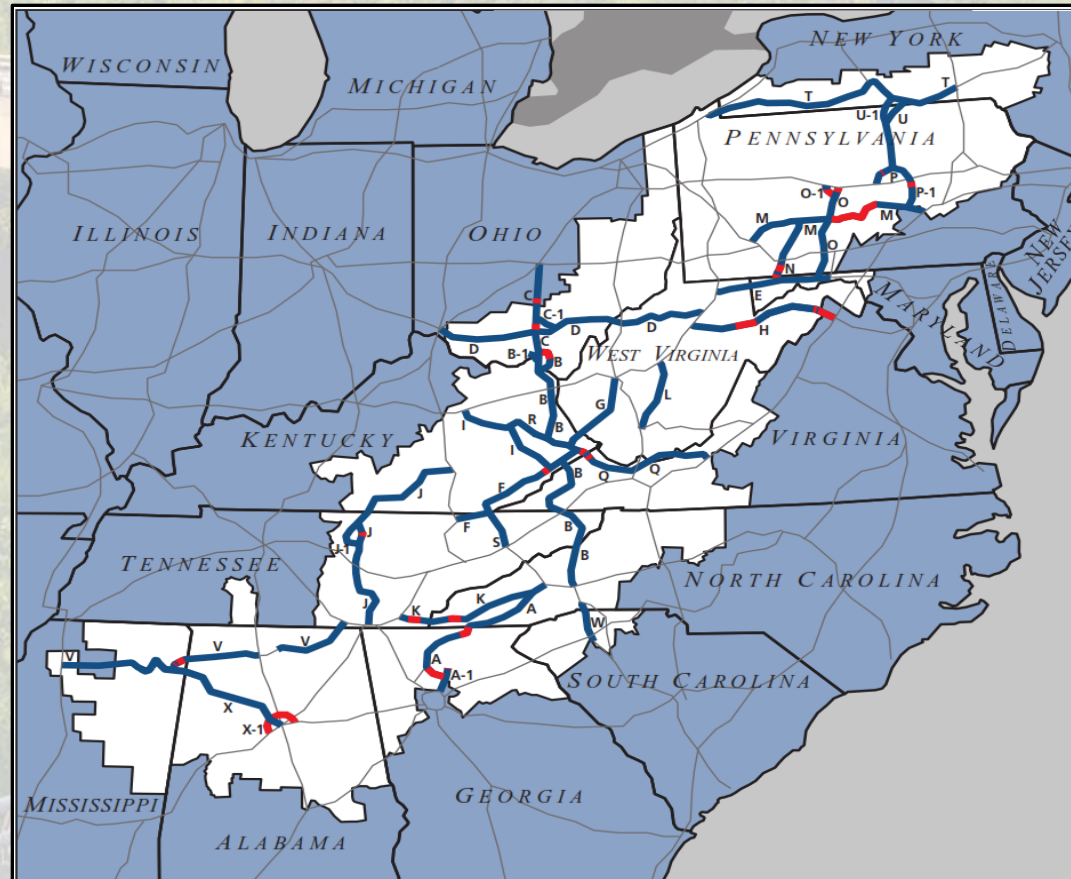 NEW YORK
WISCONSIN
MICHIGAN
T
T
U-1
U
PENNSYLVANIA
P
O-1
O
P-1
M
M
M
ILLINOIS
INDIANA
OHIO
O
NEW JERSEY
N
E
MARYLAND
DELAWARE
C
C-1
D
D
D
H
C
B-1
B
WEST VIRGINIA
L
B
G
I
R
B
KENTUCKY
VIRGINIA
I
Q
Q
B
J
F
F
B
J
S
J-1
B
TENNESSEE
NORTH CAROLINA
J
K
K
A
W
V
V
V
A
A-1
SOUTH CAROLINA
X
X-1
MISSISSIPPI
GEORGIA
ALABAMA